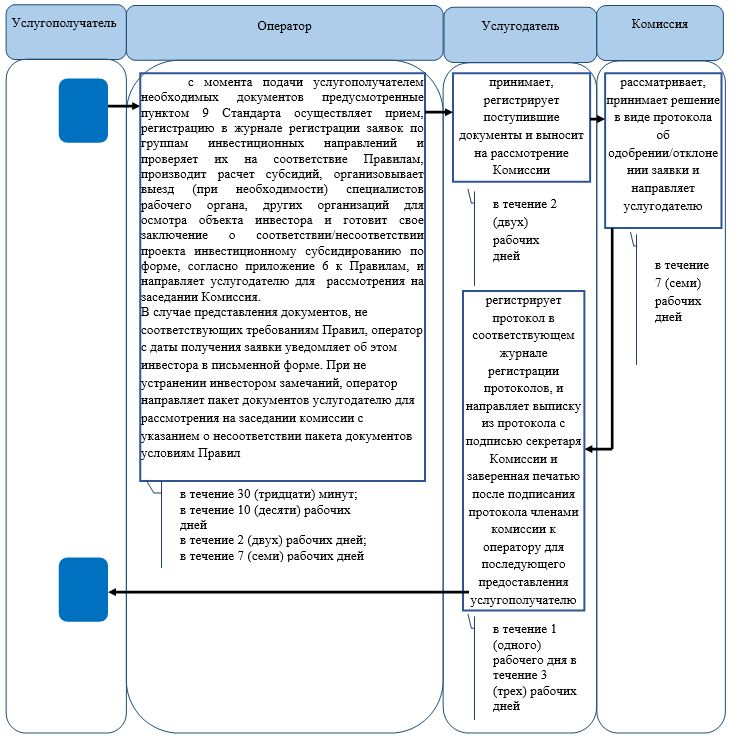 Услугополучатель
Оператор
Услугодатель
Комиссия
с момента подачи услугополучателем
необходимых документов предусмотренные
пунктом 9 Стандарта осуществляет прием,
регистрацию в журнале регистрации заявок по
группам инвестиционных направлений и
проверяет их на соответствие Правилам,
производит расчет субсидий, организовывает
выезд (при необходимости) специалистов
рабочего органа, других организаций для
осмотра объекта инвестора и готовит свое
заключение о соответствии/несоответствии
проекта инвестиционному субсидированию по
форме, согласно приложение 6 к Правилам, и
направляет услугодателю для рассмотрения на
заседании Комиссия.
В случае представления документов, не
соответствующих требованиям Правил, оператор
с даты получения заявки уведомляет об этом
инвестора в письменной форме. При не
устранении инвестором замечаний, оператор
направляет пакет документов услугодателю для
рассмотрения на заседании комиссии с
указанием о несоответствии пакета документов
условиям Правил
в течение 30 (тридцати) минут;
в течение 10 (десяти) рабочих
дней
в течение 2 (двух) рабочих дней;
в течение 7 (семи) рабочих дней
принимает,
регистрирует
поступившие
документы и выносит
на рассмотрение
Комиссии
в течение 2
(двух)
рабочих
дней
рассматривает,
принимает решение
в виде протокола
об
одобрении/отклоне
нии заявки и
направляет
услугодателю
в течение
7 (семи)
рабочих
дней
регистрирует
протокол в
соответствующем
журнале
регистрации
протоколов, и
направляет выписку
из протокола с
подписью секретаря
Комиссии и
заверенная печатью
после подписания
протокола членами
комиссии к
оператору для
последующего
предоставления
услугополучателю
в течение 1
(одного)
рабочего дня в
течение 3
(трех) рабочих
дней